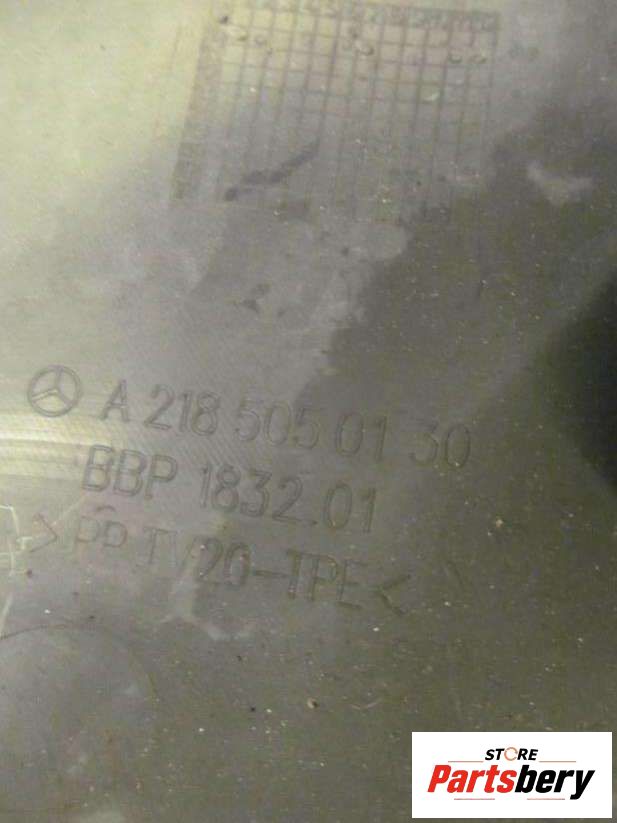 A 218 505 01 30
BBP 1832.01
>PP TV20-TPE<
STORE
Partsbery